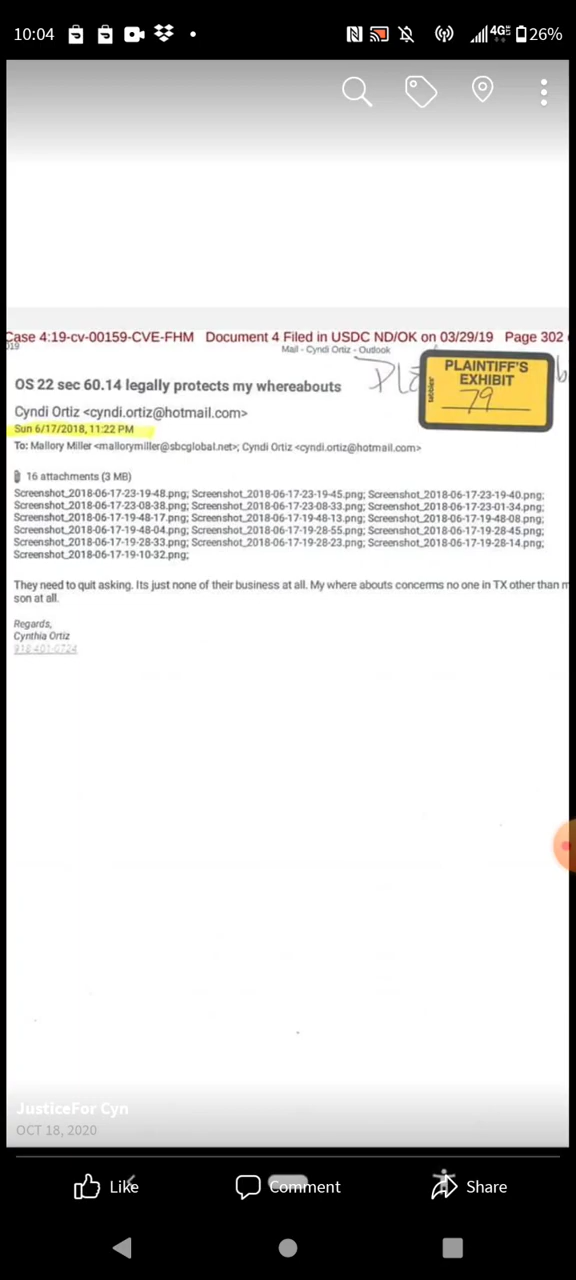 10:04
4G
26%
Case 4:19-cv-00159-CVE-FHM Document 4 Filed in USDC ND/OK on 03/29/19 Page 302
019
Mail - Cyndi Ortiz - Outlook
PLAINTIFF'S
EXHIBIT
79
tabbies
OS 22 sec 60.14 legally protects my whereabouts
Cyndi Ortiz <cyndi.ortiz@hotmail.com>
Sun 6/17/2018, 11:22 PM
To: Mallory Miller <mallorymiller@sbcglobal.net>; Cyndi Ortiz <cyndi.ortiz@hotmail.com>
16 attachments (3 MB)
Screenshot_2018-06-17-23-19-48.png; Screenshot_2018-06-17-23-19-45.png; Screenshot_2018-06-17-23-19-40.png;
Screenshot_2018-06-17-23-08-38.png; Screenshot_2018-06-17-23-08-33.png; Screenshot_2018-06-17-23-01-34.png;
Screenshot_2018-06-17-19-48-17.png; Screenshot_2018-06-17-19-48-13.png; Screenshot_2018-06-17-19-48-08.png;
Screenshot_2018-06-17-19-48-04.png; Screenshot_2018-06-17-19-28-55.png; Screenshot_2018-06-17-19-28-45.png;
Screenshot_2018-06-17-19-28-33.png; Screenshot_2018-06-17-19-28-23.png; Screenshot_2018-06-17-19-28-14.png;
Screenshot_2018-06-17-19-10-32.png;
They need to quit asking. Its just none of their business at all. My where abouts concerms no one in TX other than m
son at all.
Regards,
Cynthia Ortiz
918-401-0724
JusticeFor Cyn
OCT 18, 2020
Like
Comment
Share